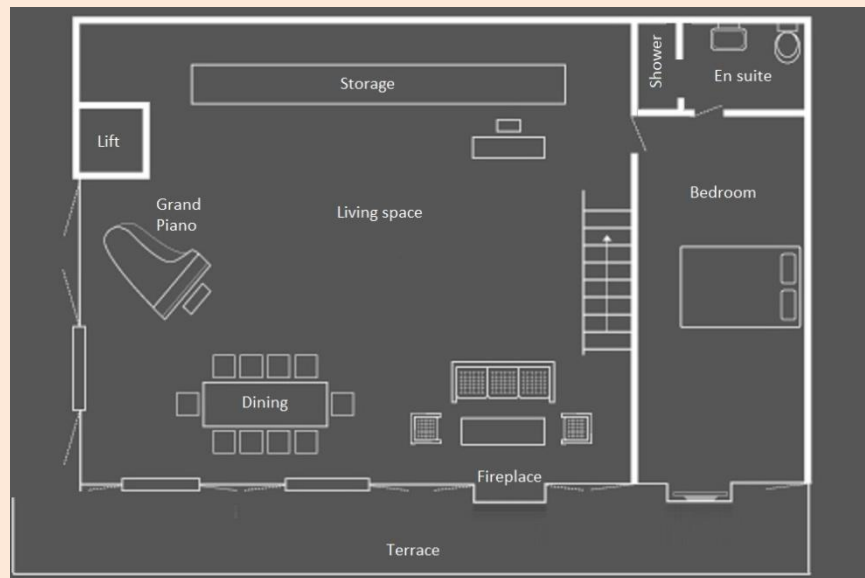 Storage
Shower
En suite
Lift
Bedroom
Grand
Piano
Living space
Dining
Fireplace
Terrace